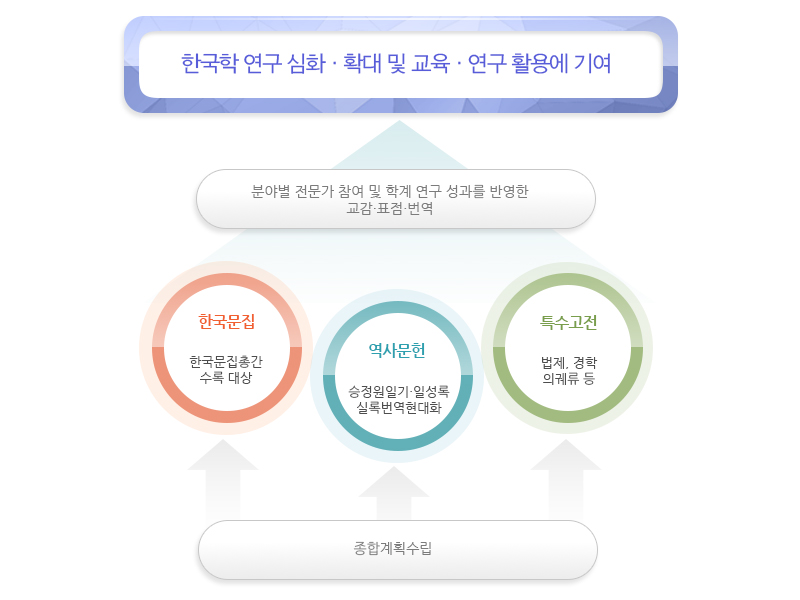 한국학 연구 심화 · 확대 및 교육 · 연구 활용에 기여
분야별 전문가 참여 및 학계 연구 성과를 반영한
교감·표점·번역
한국문집
한국문집총간
수록 대상
역사문헌
승정원일기·일성록
실록번역현대화
특수고전
법제, 경학
의궤류 등
종합계획수립